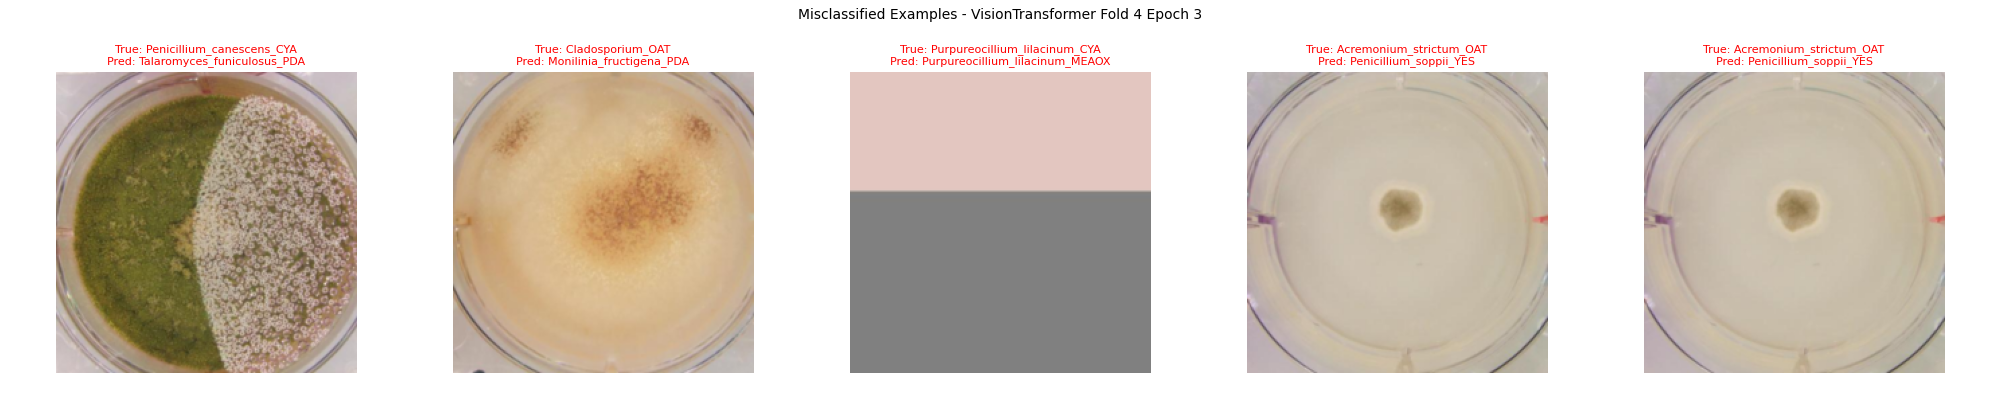 Misclassified Examples - VisionTransformer Fold 4 Epoch 3
True: Penicillium_canescens_CYA
Pred: Talaromyces_funiculosus_PDA
True: Cladosporium_OAT
Pred: Monilinia_fructigena_PDA
True: Purpureocillium_lilacinum_CYA
Pred: Purpureocillium_lilacinum_MEAOX
True: Acremonium_strictum_OAT
Pred: Penicillium_soppii_YES
True: Acremonium_strictum_OAT
Pred: Penicillium_soppii_YES